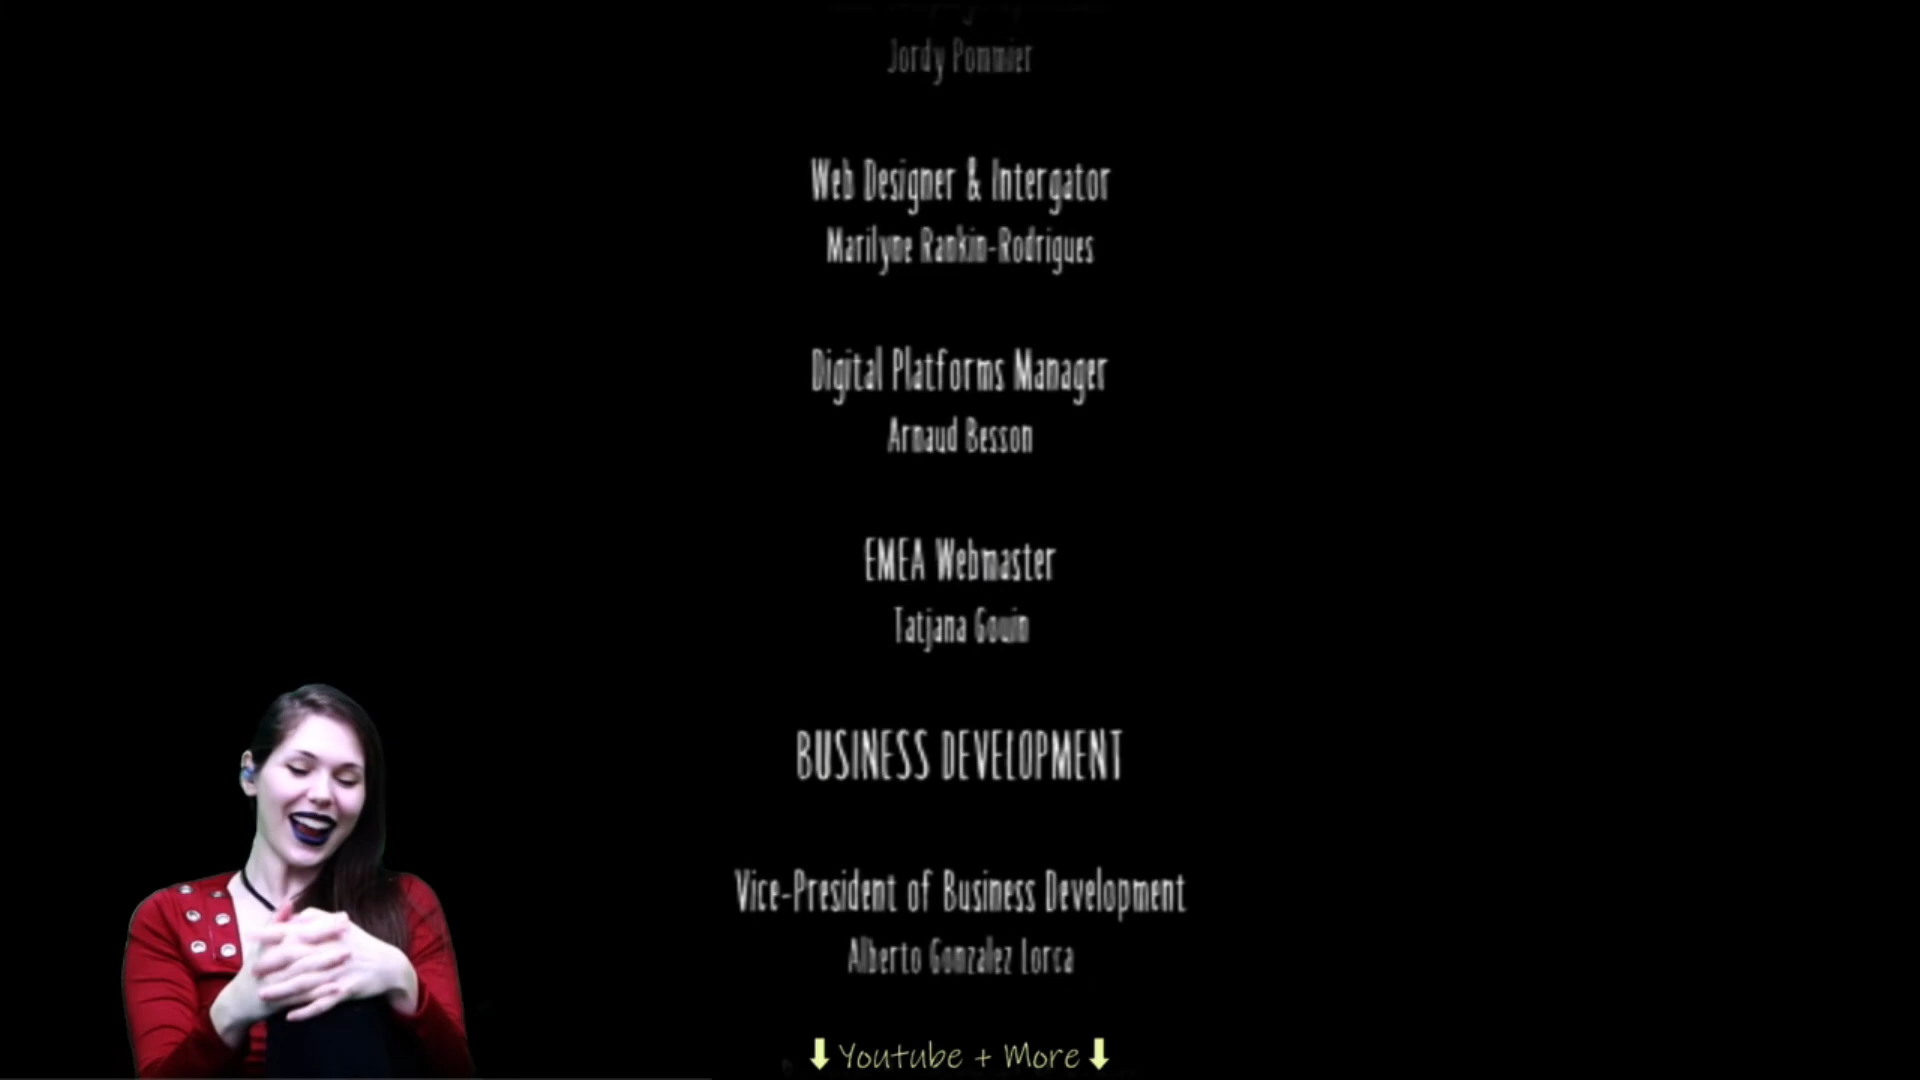 Jordy Pommier
Web Designer & Intergator
Marilyne Rankin-Rodrigues
Digital Platforms Manager
Arnaud Besson
EMEA Webmaster
Tatjana Gouin
BUSINESS DEVELOPMENT
Vice-President of Business Development
Alberto Gonzalez Lorca
⬇ Youtube + More ⬇